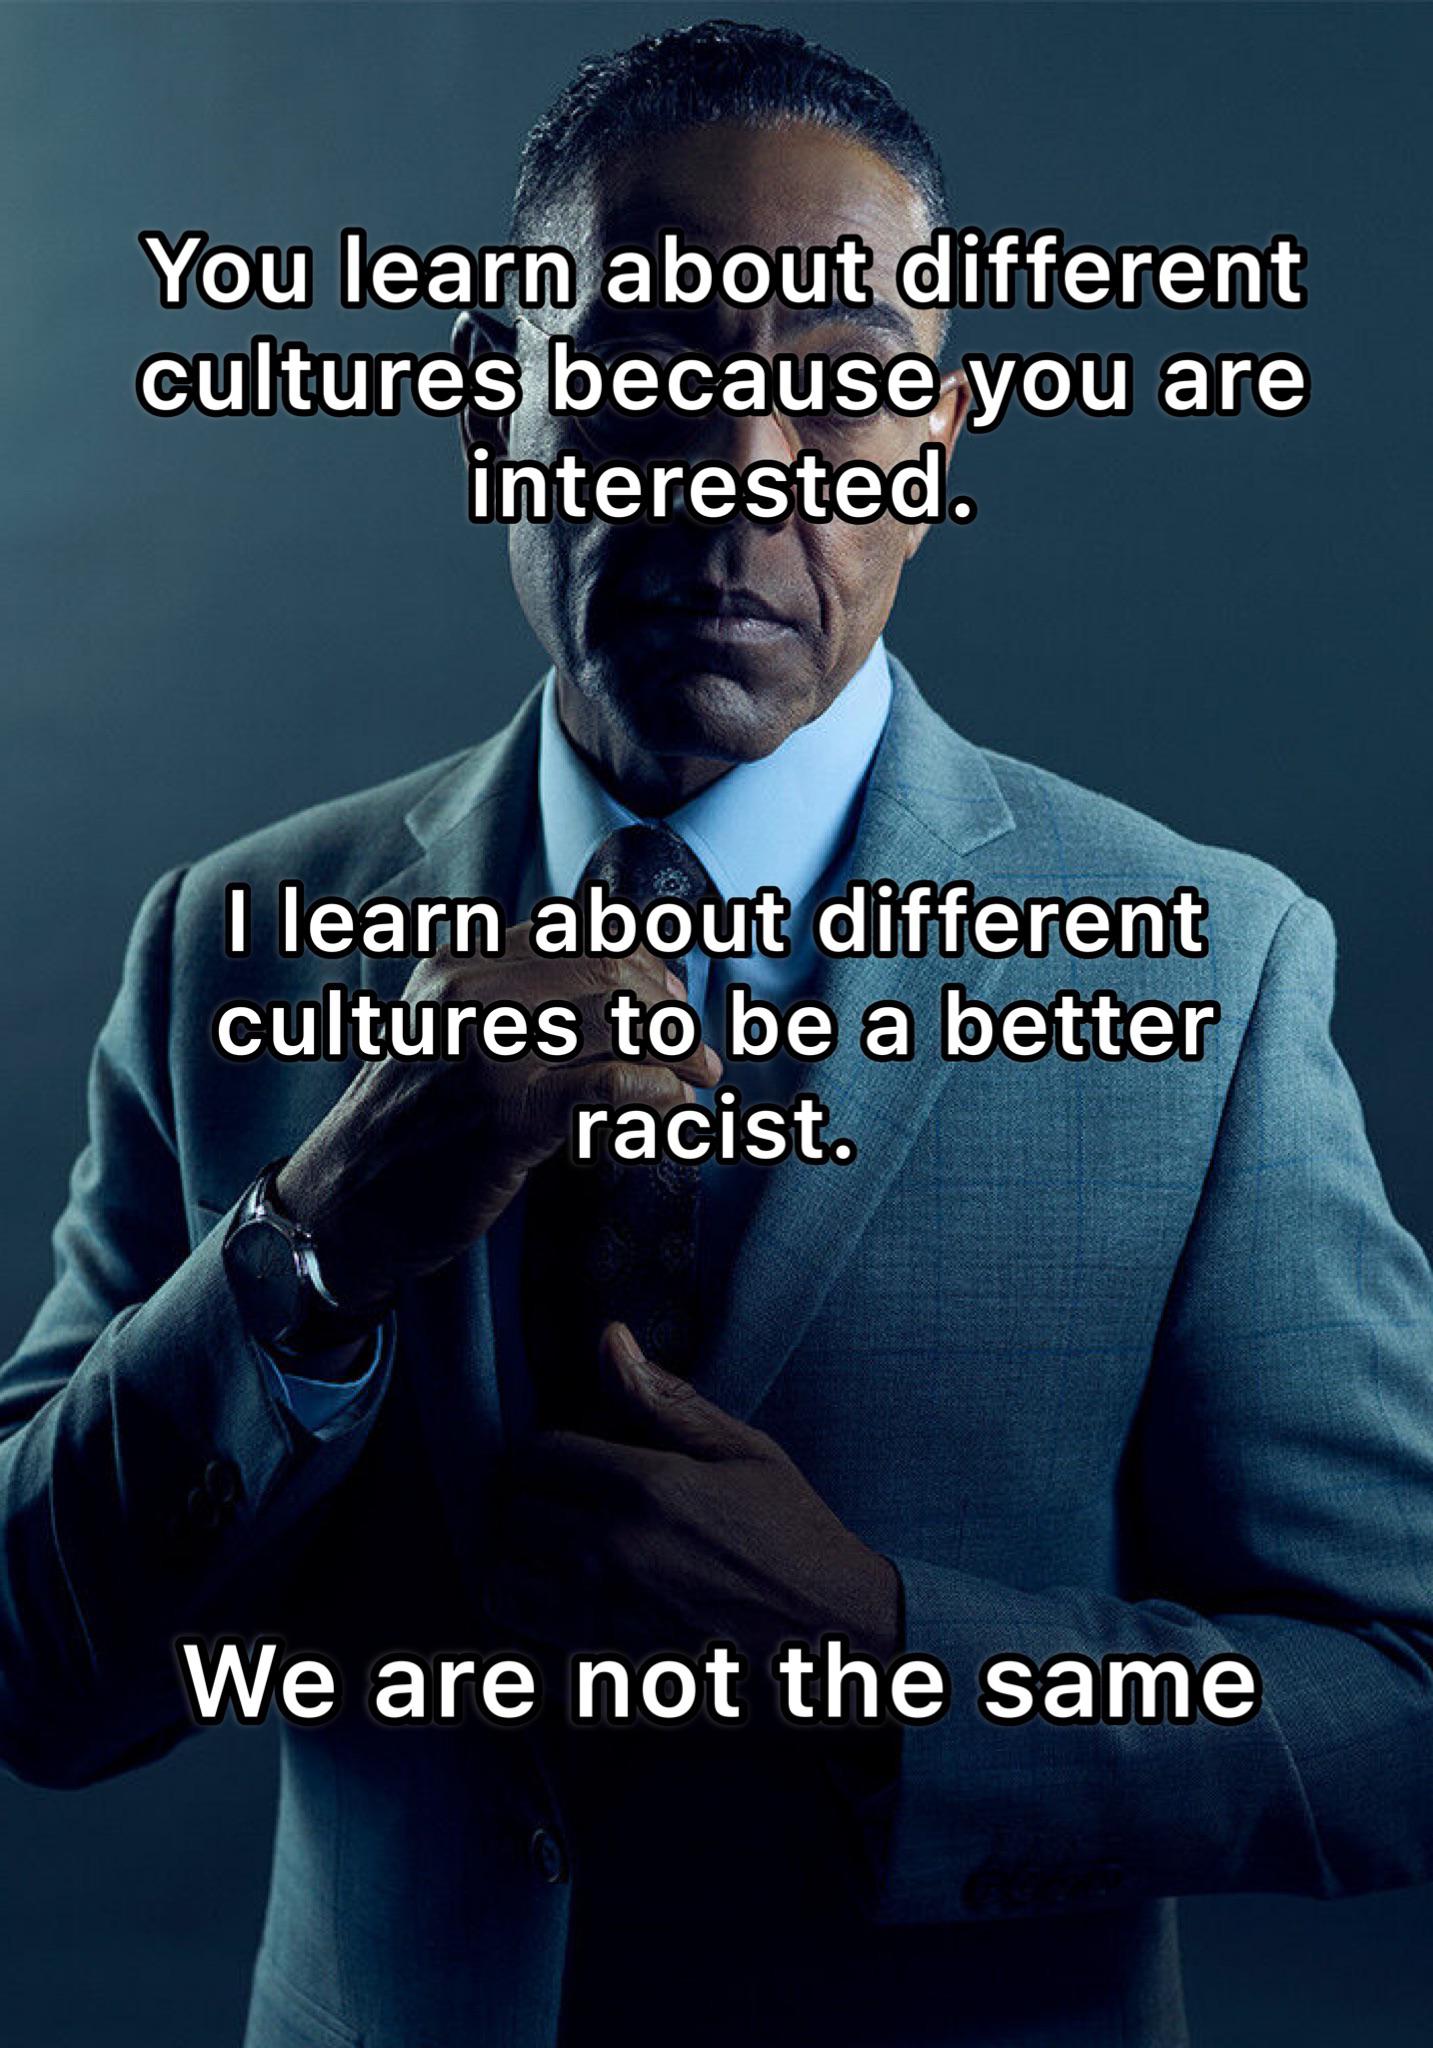 You learn about different
cultures because you are
interested.
I learn about different
cultures to be a better
racist.
We are not the same